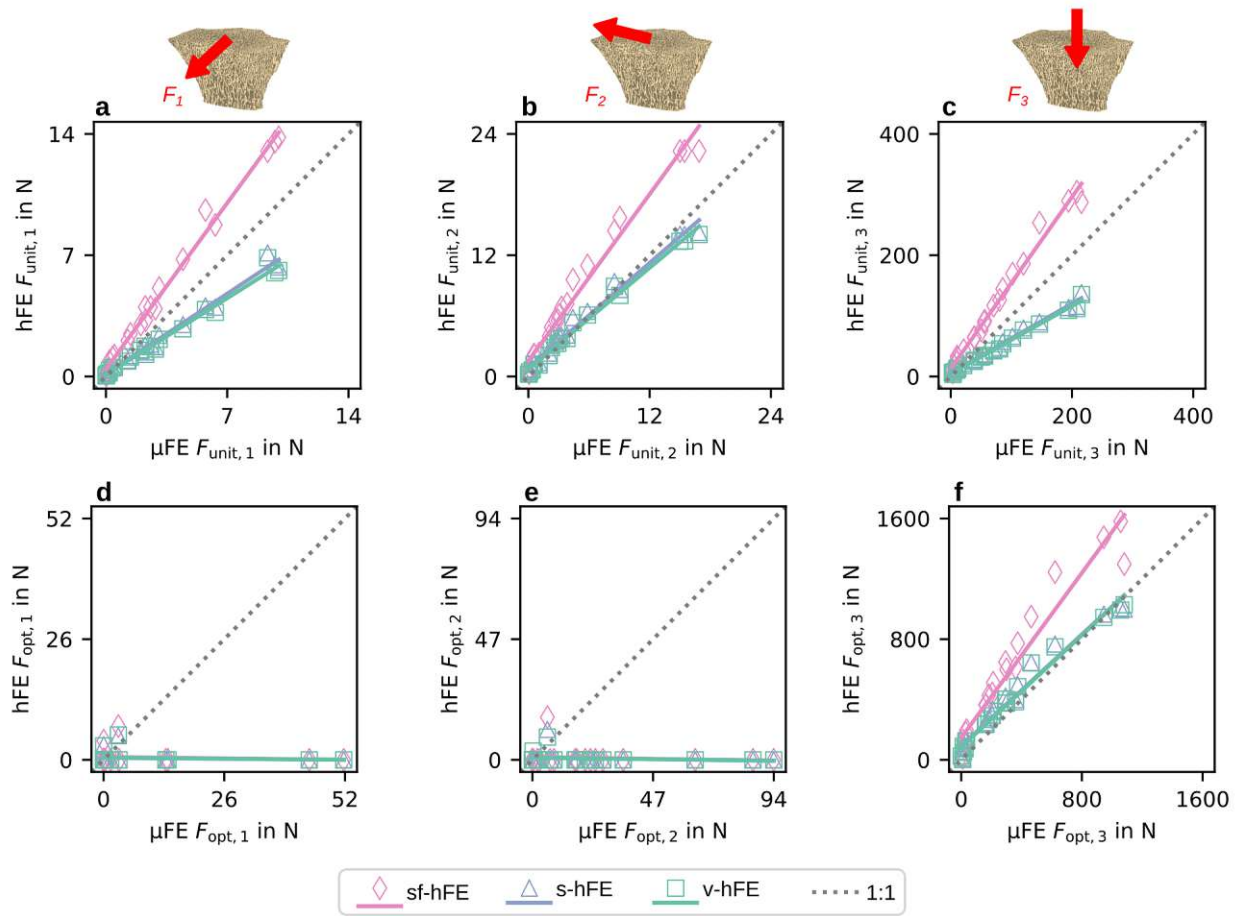 F1 F2 F3
a b c
14 24 400
hFE Funit, 1 in N hFE Funit, 2 in N hFE Funit, 3 in N
7 12 200
0 0 0
0 7 14 0 12 24 0 200 400
μFE Funit, 1 in N μFE Funit, 2 in N μFE Funit, 3 in N
d e f
52 94 1600
hFE Fopt, 1 in N hFE Fopt, 2 in N hFE Fopt, 3 in N
26 47 800
0 0 0
0 26 52 0 47 94 0 800 1600
μFE Fopt, 1 in N μFE Fopt, 2 in N μFE Fopt, 3 in N
sf-hFE s-hFE v-hFE 1:1